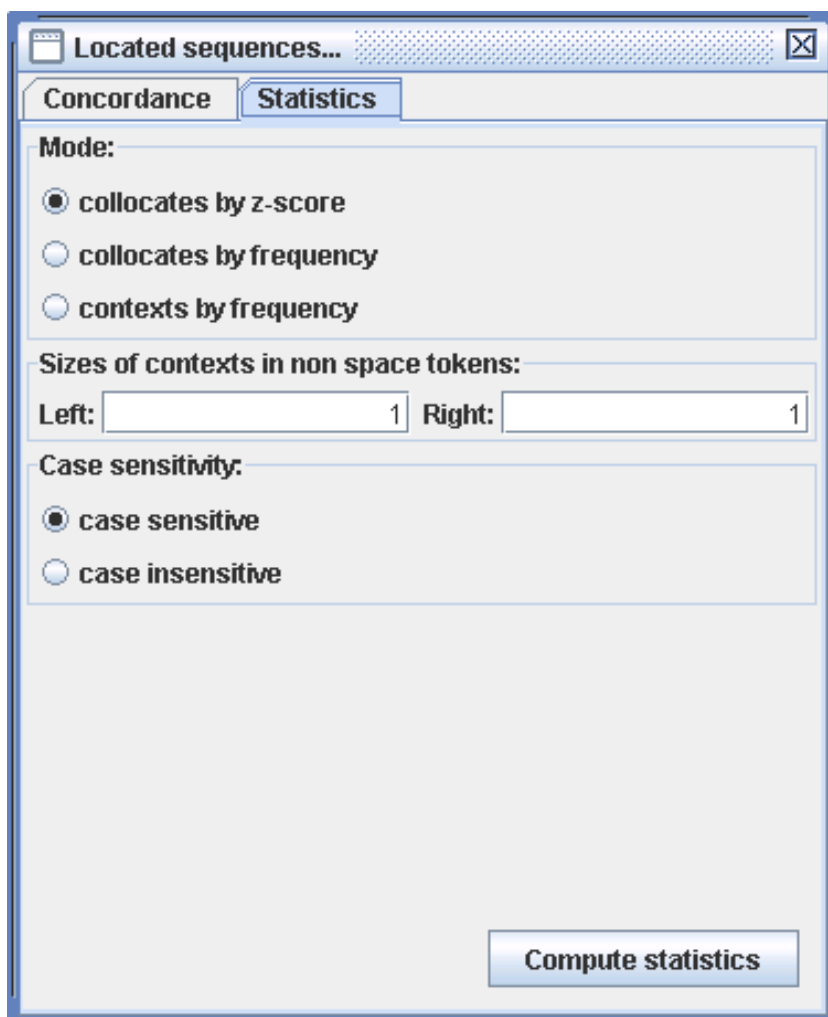 Located sequences...
Concordance Statistics
Mode:
collocates by z-score
collocates by frequency
contexts by frequency
Sizes of contexts in non space tokens:
Left: 1 Right: 1
Case sensitivity:
case sensitive
case insensitive
Compute statistics